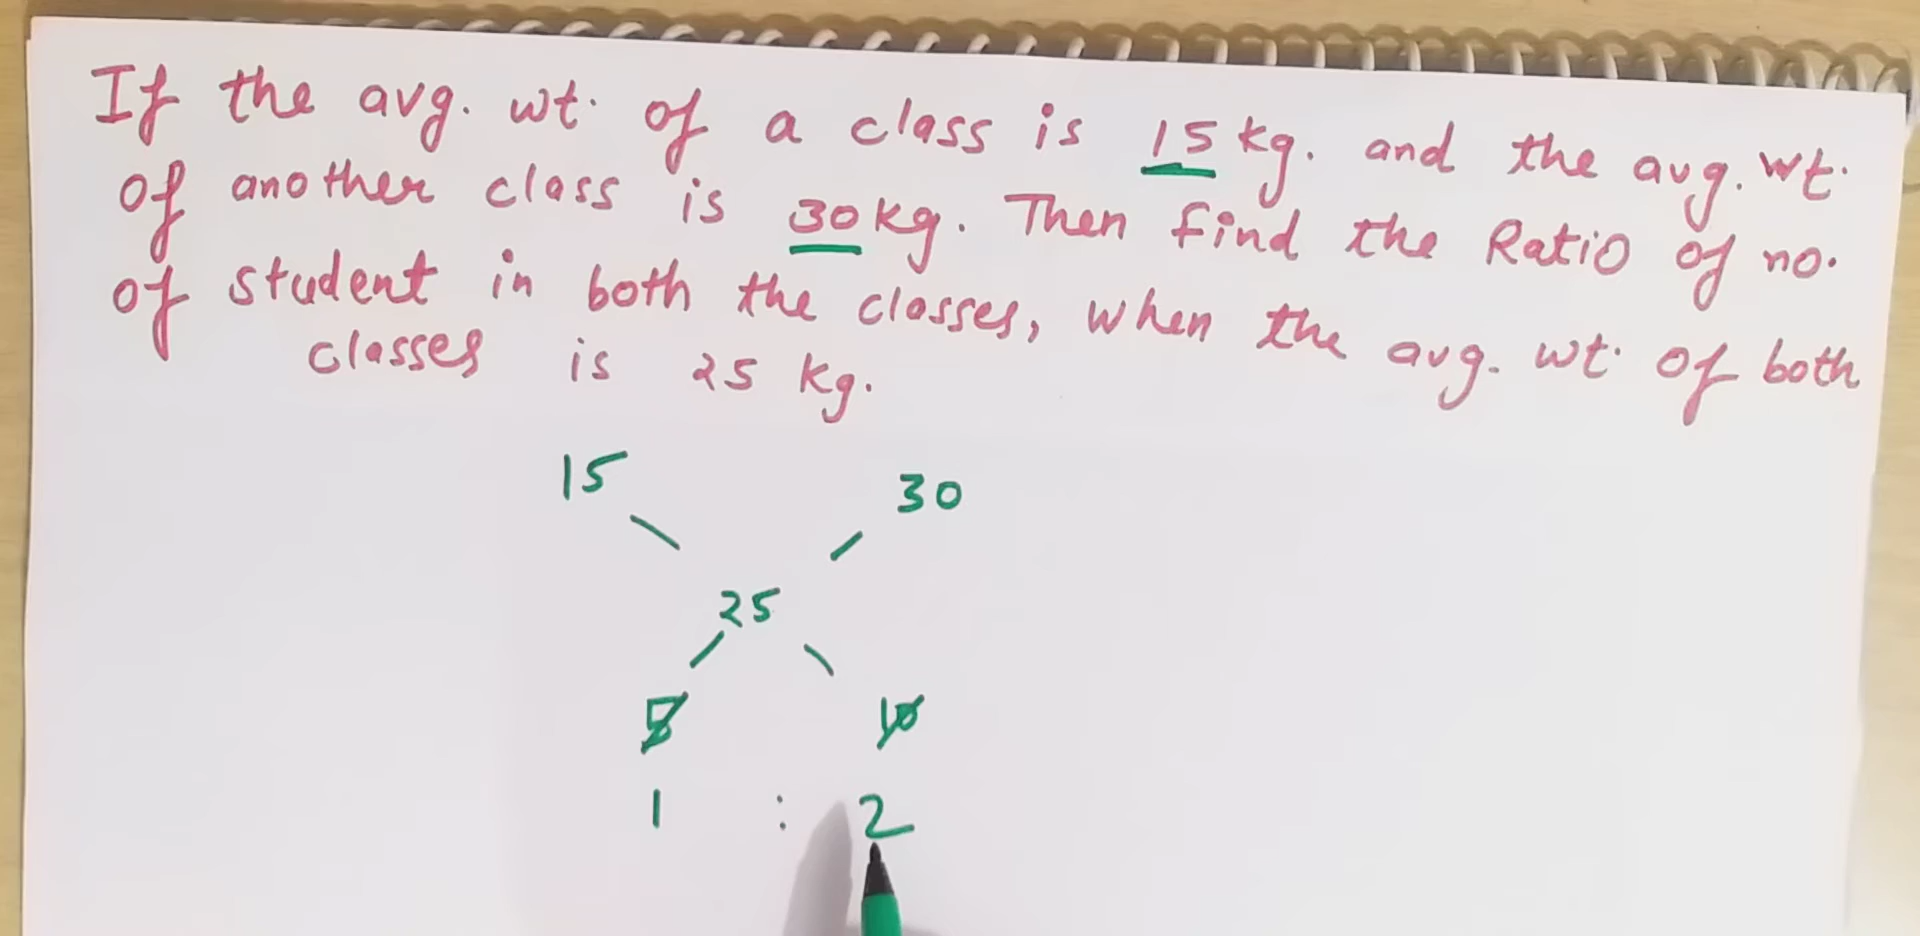 If the avg. wt. of a class is 15 kg. and the avg. wt.
of another class is 30 kg. Then find the Ratio of no.
of student in both the classes, when the avg. wt. of both
classes is 25 kg.
15 30
25
5 10
1 : 2